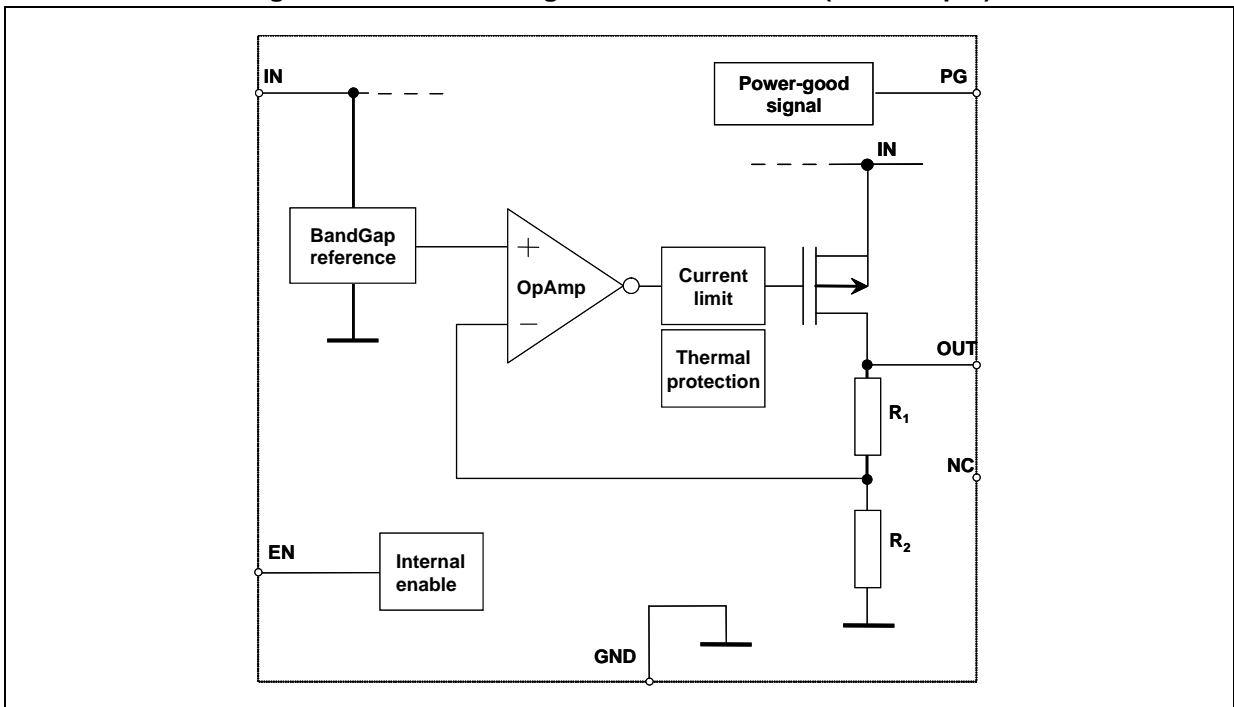 IN
Power-good
signal
PG
IN
BandGap
reference
+
OpAmp
−
Current
limit
Thermal
protection
OUT
R₁
NC
R₂
EN
Internal
enable
GND